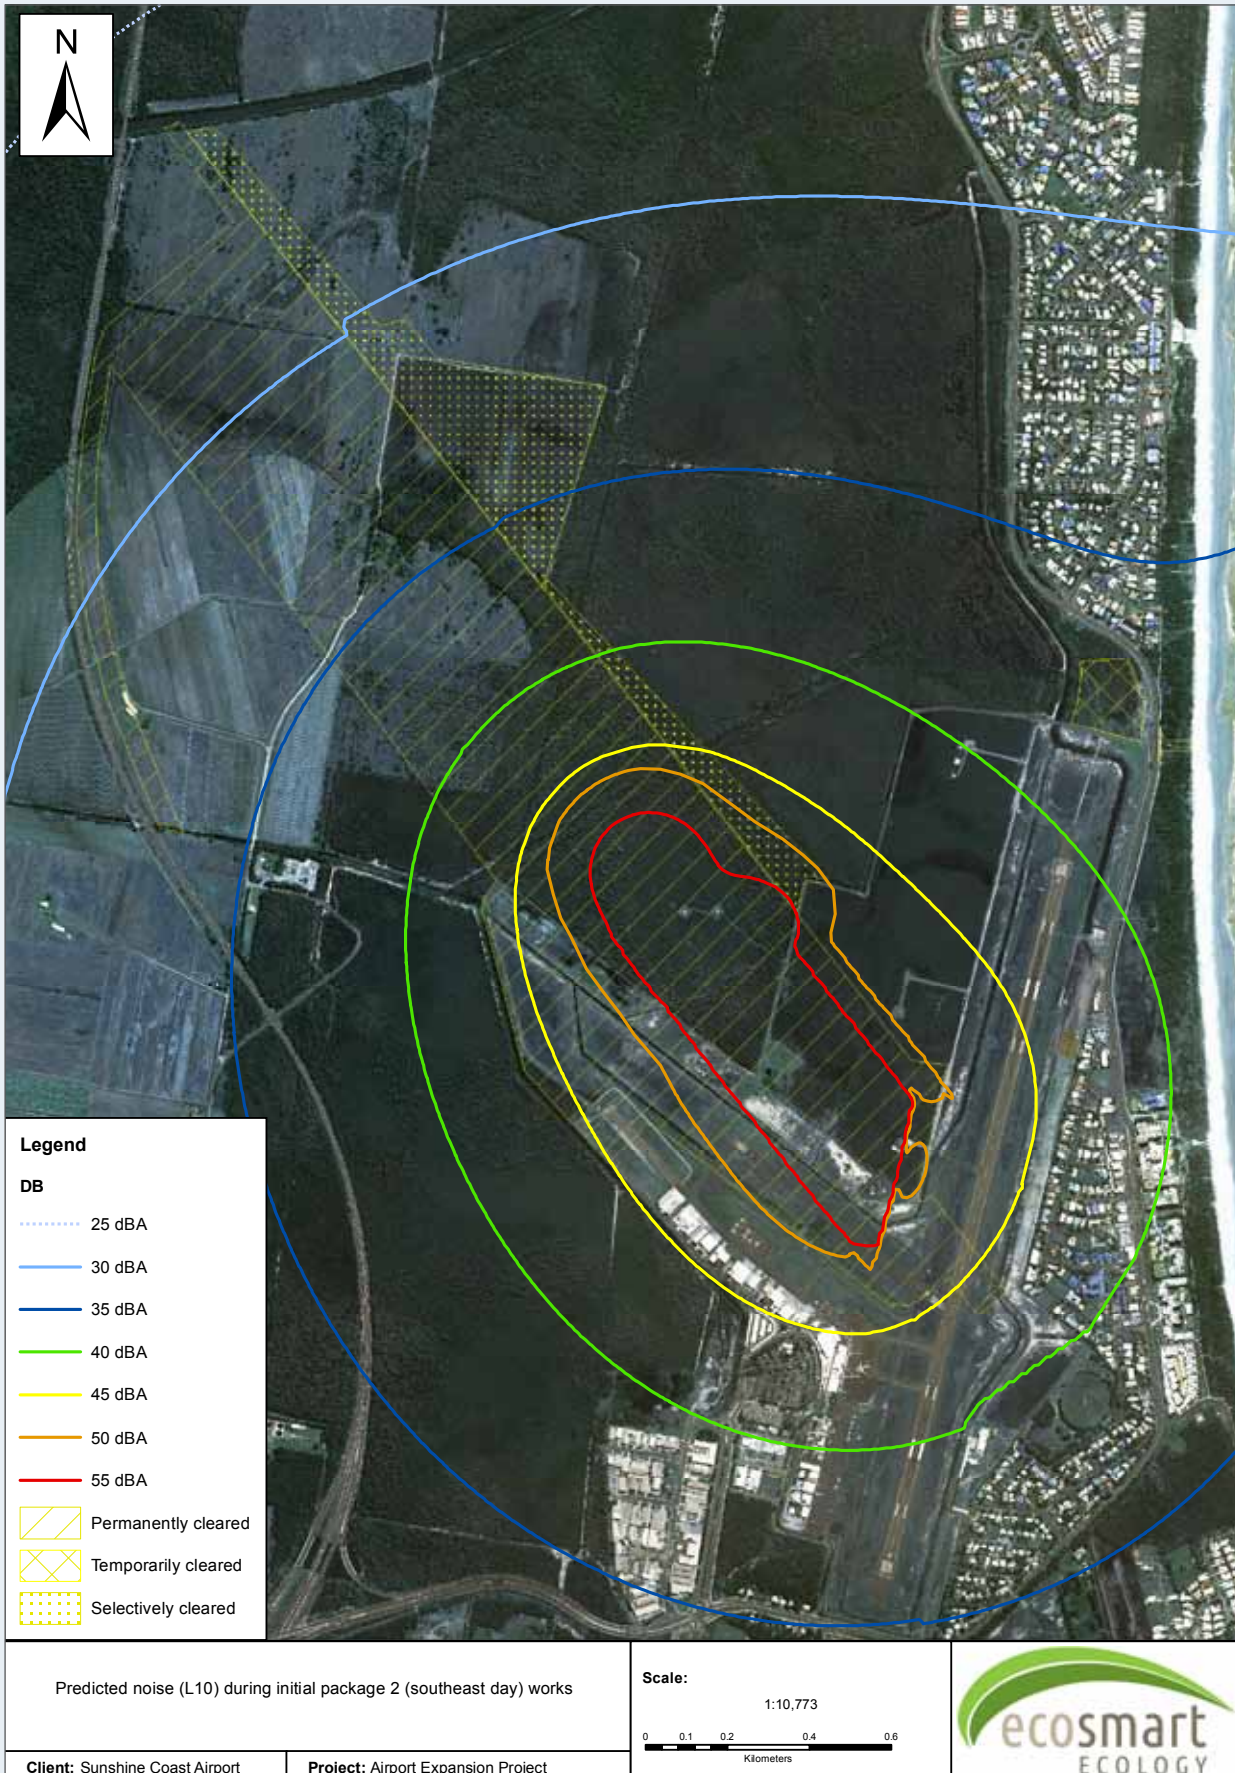 N
Legend
DB
25 dBA
30 dBA
35 dBA
40 dBA
45 dBA
50 dBA
55 dBA
Permanently cleared
Temporarily cleared
Selectively cleared
Predicted noise (L10) during initial package 2 (southeast day) works
Scale:
1:10,773
0 0.1 0.2 0.4 0.6
Kilometers
Client: Sunshine Coast Airport
Project: Airport Expansion Project
ecosmart
ECOLOGY